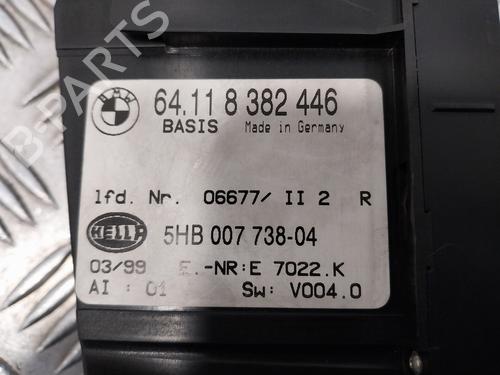 BMW
64.11 8 382 446
BASIS Made in Germany
lfd. Nr. 06677/ II 2 R
HELLA 5HB 007 738-04
03/99 E.-NR:E 7022.K
AI : 01 Sw: V004.0